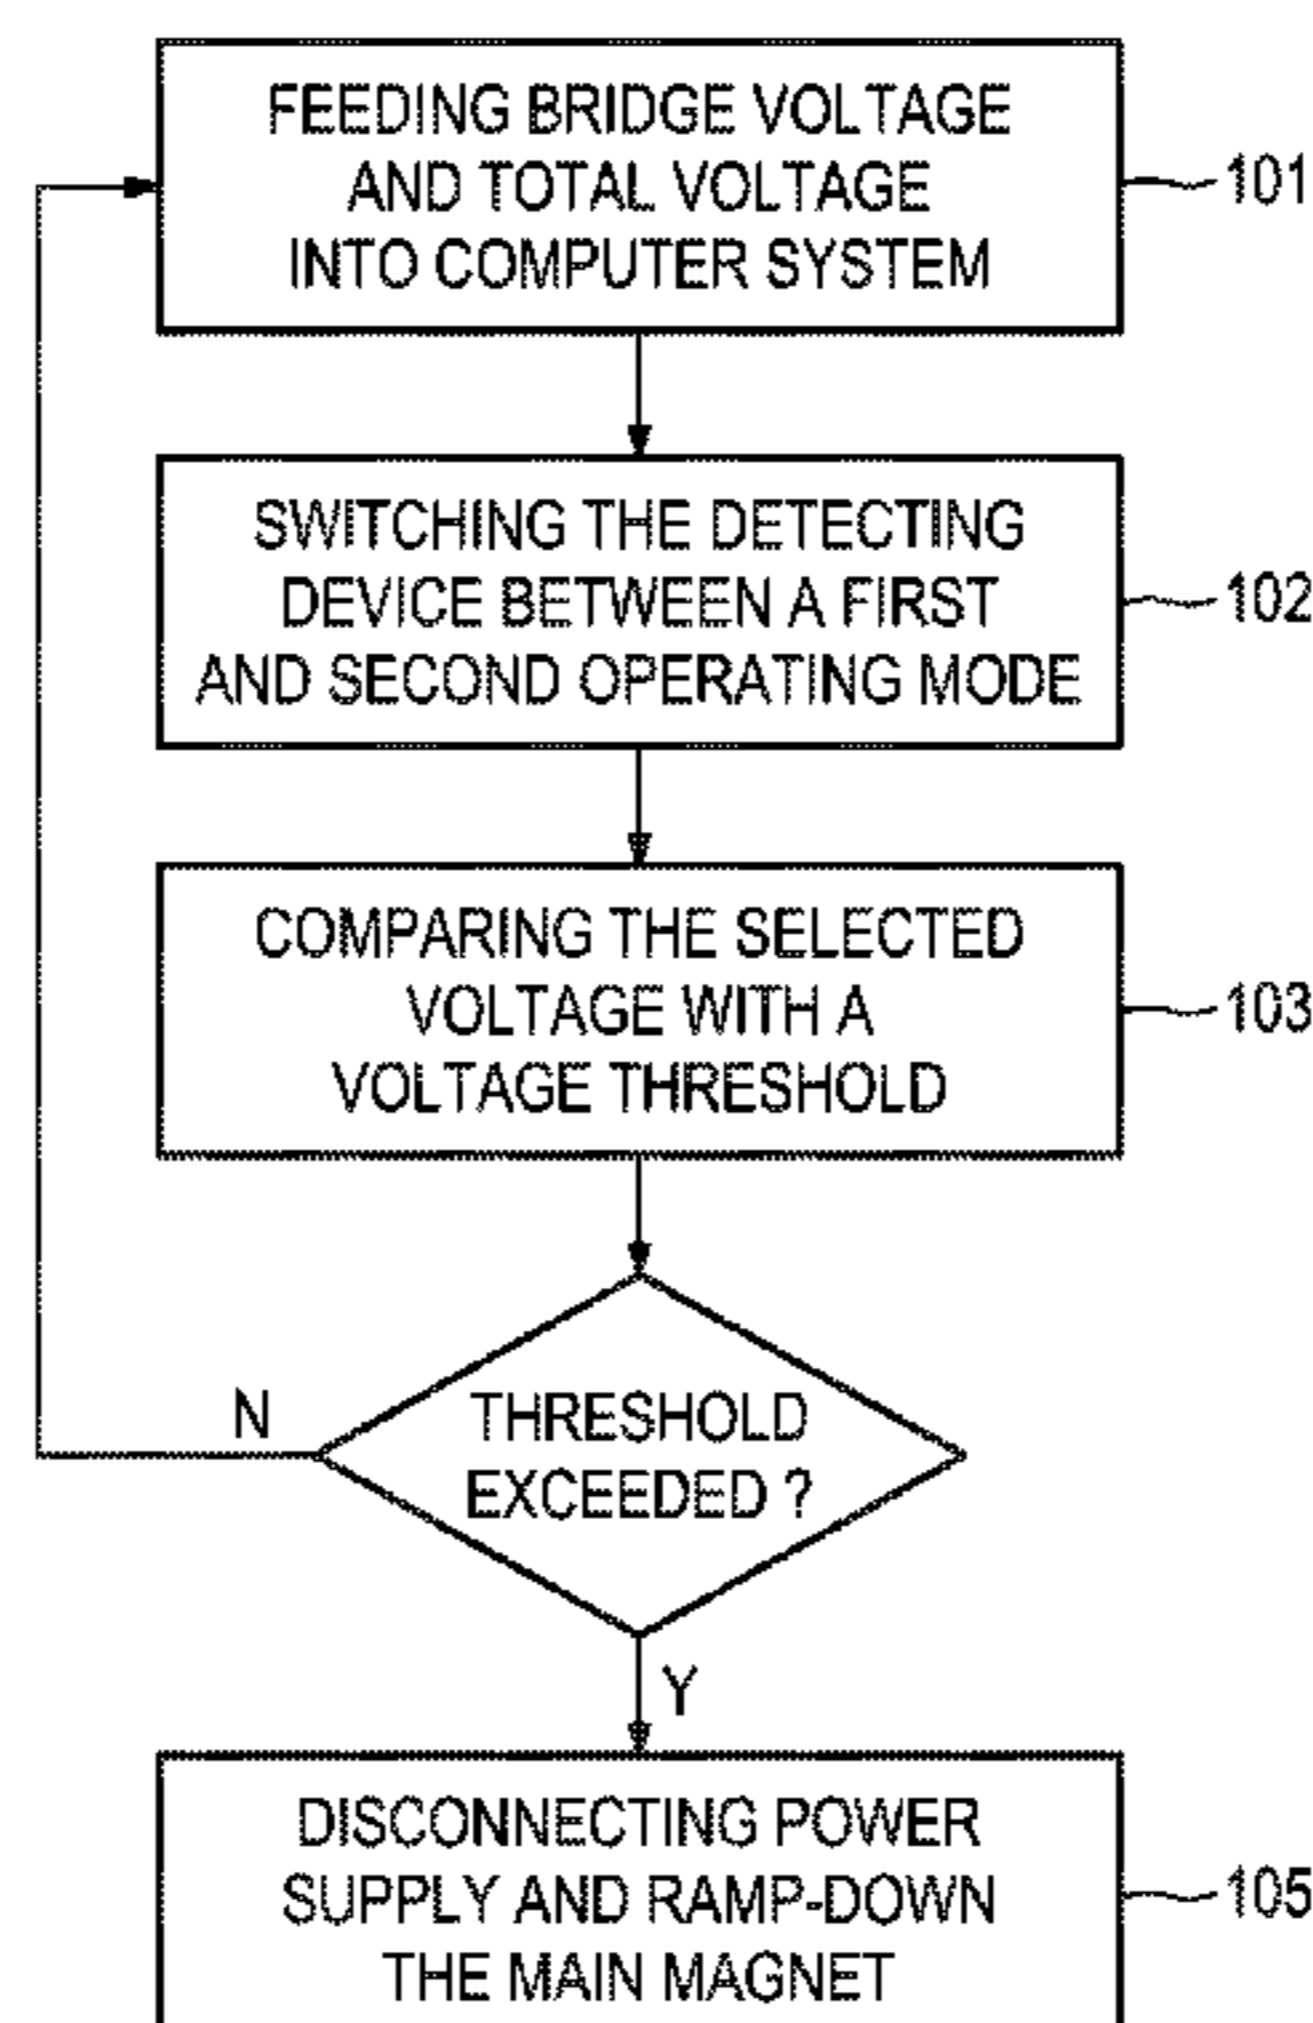 FEEDING BRIDGE VOLTAGE
AND TOTAL VOLTAGE
INTO COMPUTER SYSTEM
101
SWITCHING THE DETECTING
DEVICE BETWEEN A FIRST
AND SECOND OPERATING MODE
102
COMPARING THE SELECTED
VOLTAGE WITH A
VOLTAGE THRESHOLD
103
N
THRESHOLD
EXCEEDED ?
Y
DISCONNECTING POWER
SUPPLY AND RAMP-DOWN
THE MAIN MAGNET
105